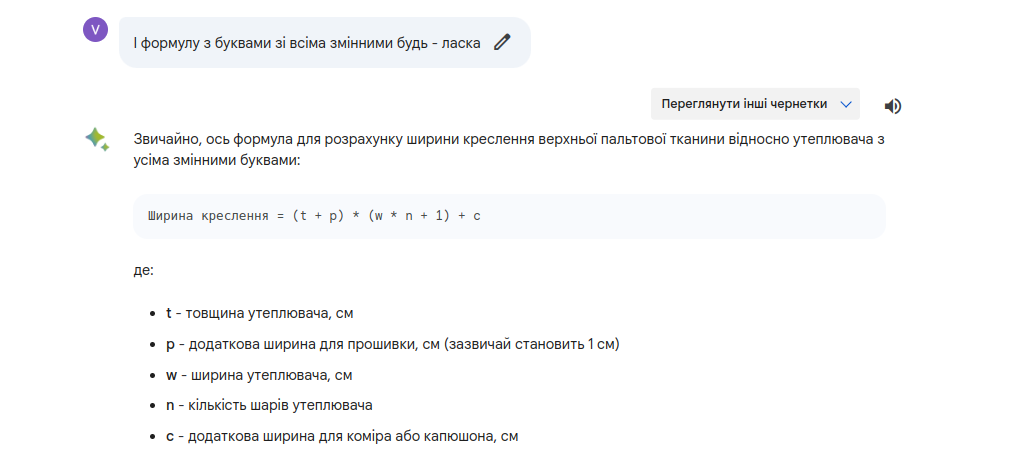 V
І формулу з буквами зі всіма змінними будь - ласка
Переглянути інші чернетки
Звичайно, ось формула для розрахунку ширини креслення верхньої пальтової тканини відносно утеплювача з
усіма змінними буквами:
Ширина креслення = (t + p) * (w * n + 1) + c
де:
• t - товщина утеплювача, см
• p - додаткова ширина для прошивки, см (зазвичай становить 1 см)
• w - ширина утеплювача, см
• n - кількість шарів утеплювача
• c - додаткова ширина для коміра або капюшона, см